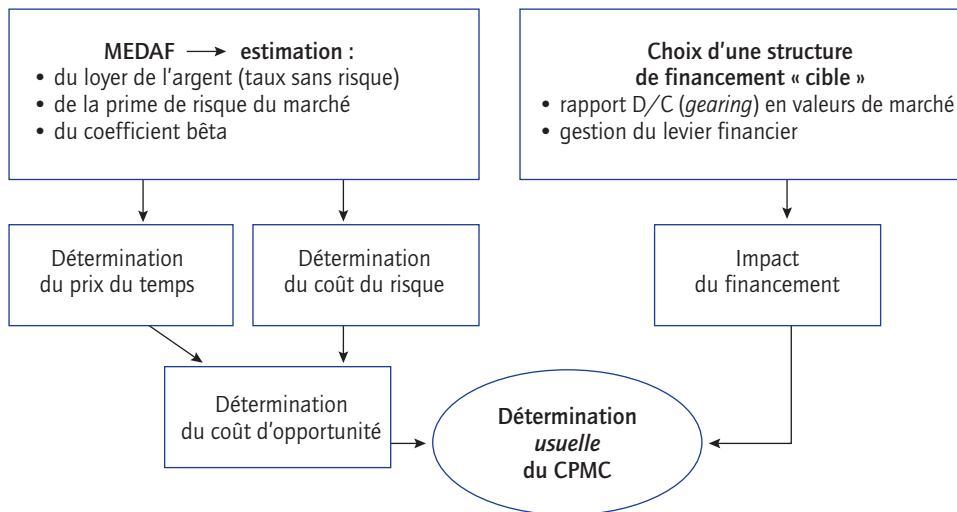 MEDAF → estimation :
• du loyer de l'argent (taux sans risque)
• de la prime de risque du marché
• du coefficient bêta
Choix d'une structure
de financement « cible »
• rapport D/C (gearing) en valeurs de marché
• gestion du levier financier
Détermination
du prix du temps
Détermination
du coût du risque
Impact
du financement
Détermination
du coût d'opportunité
Détermination
usuelle
du CPMC